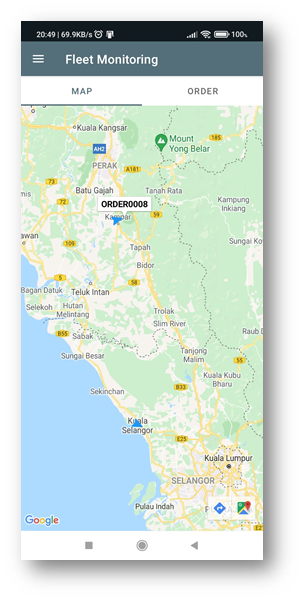 20:49 | 69.9KB/s
100%
Fleet Monitoring
MAP
ORDER
Kuala Kangsar
Mount
Yong Belar
AH2
PERAK
A181
185
Batu Gajah
Tanah Rata
Kampung
Inkiang
ORDER0008
Kampar
109
Tapah
Sungai Ko
Bidor
Bagan Datuk
58
Teluk Intan
Selekoh
Hutan
Melintang
Trolak
B55
Sabak
Slim River
Raub D
Sungai Besar
Tanjong
Malim
55
Kuala Kubu
Bharu
Sekinchan
B33
Kuala
Selangor
E25
Kuala Lumpur
SELANGOR
Pulau Indah
Google